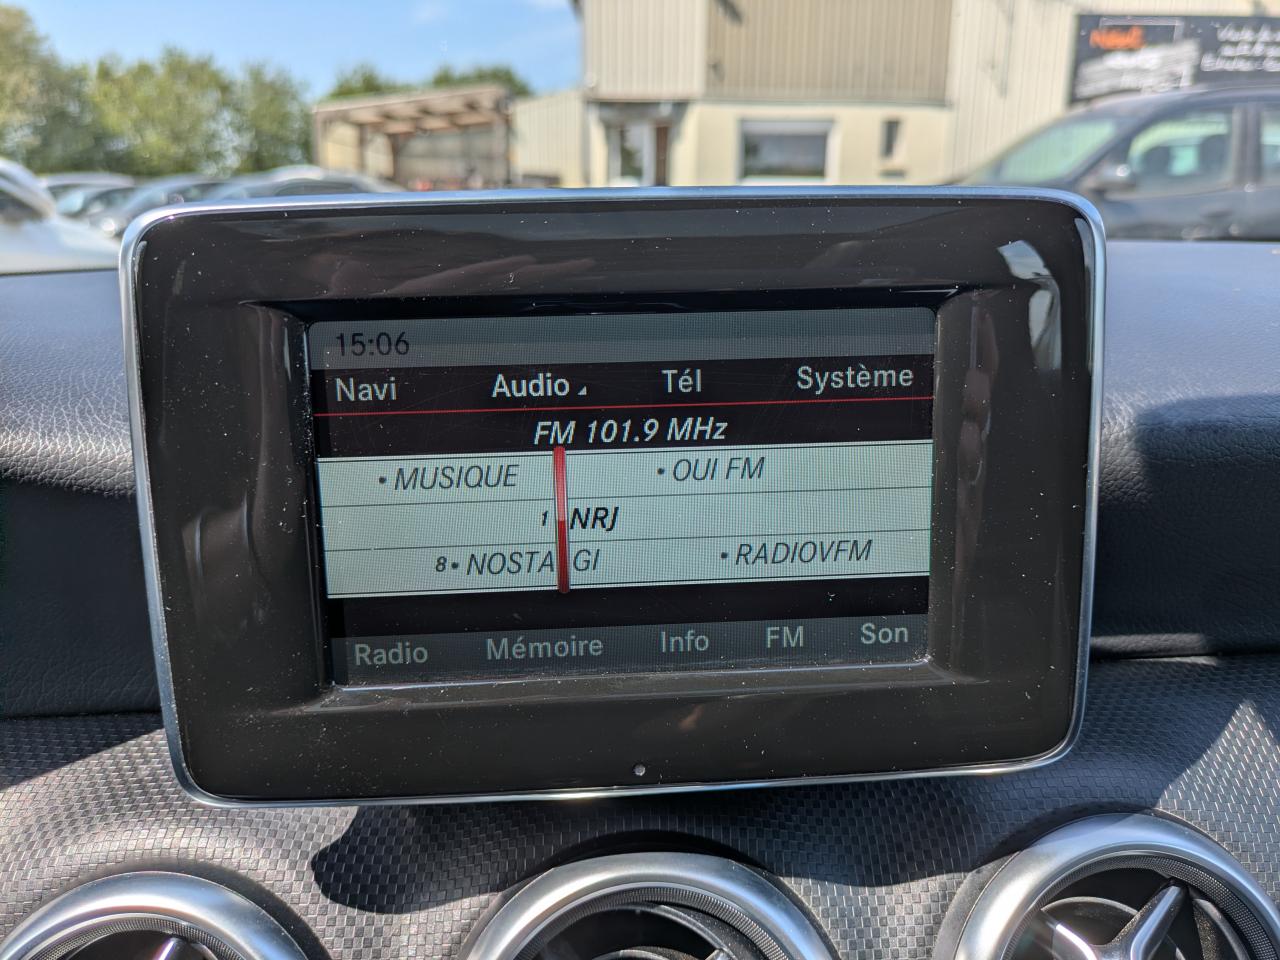 15:06
Navi Audio Tél Système
FM 101.9 MHz
• MUSIQUE • OUI FM
1 NRJ
8• NOSTA GI • RADIOVFM
Radio Mémoire Info FM Son